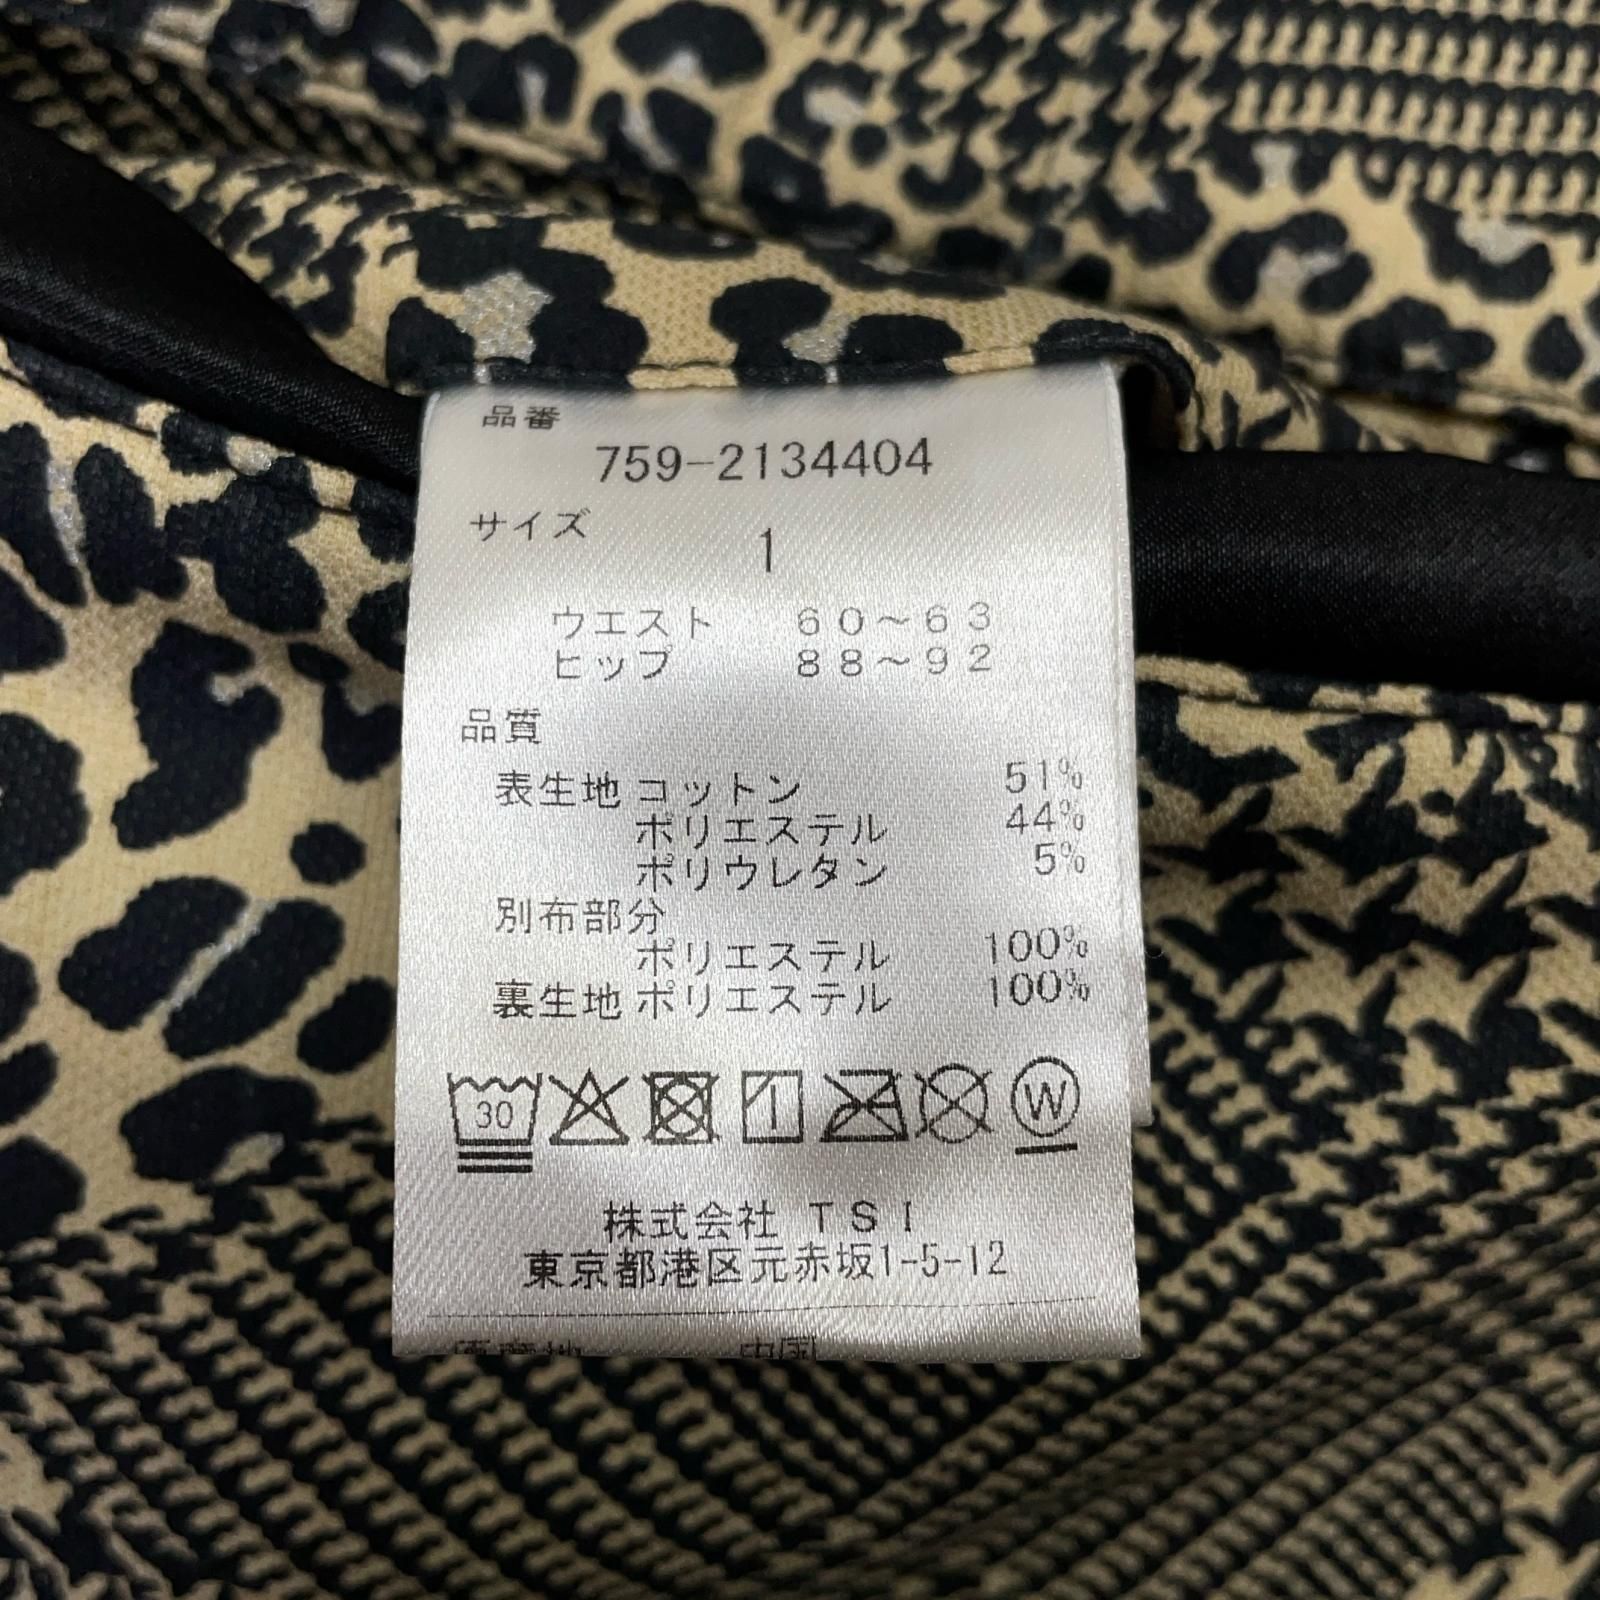 品番
759-2134404
サイズ 1
ウエスト 60~63
ヒップ 88~92
品質
表生地 コットン 51%
ポリエステル 44%
ポリウレタン 5%
別布部分
ポリエステル 100%
裏生地 ポリエステル 100%
30
W
株式会社 TSI
東京都港区元赤坂1-5-12
中国